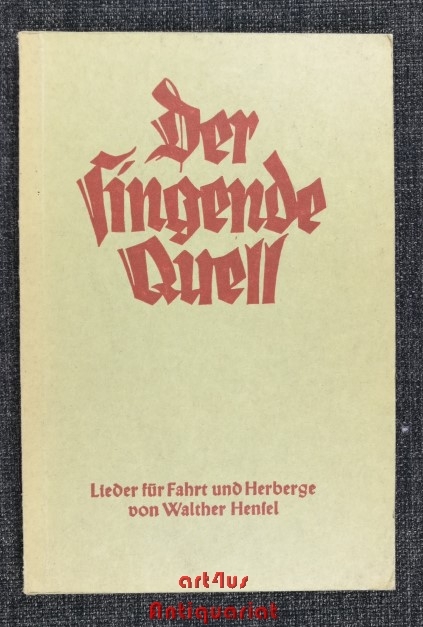 Der
singende
Quell
Lieder für Fahrt und Herberge
von Walther Hensel
art4us
Antiquariat